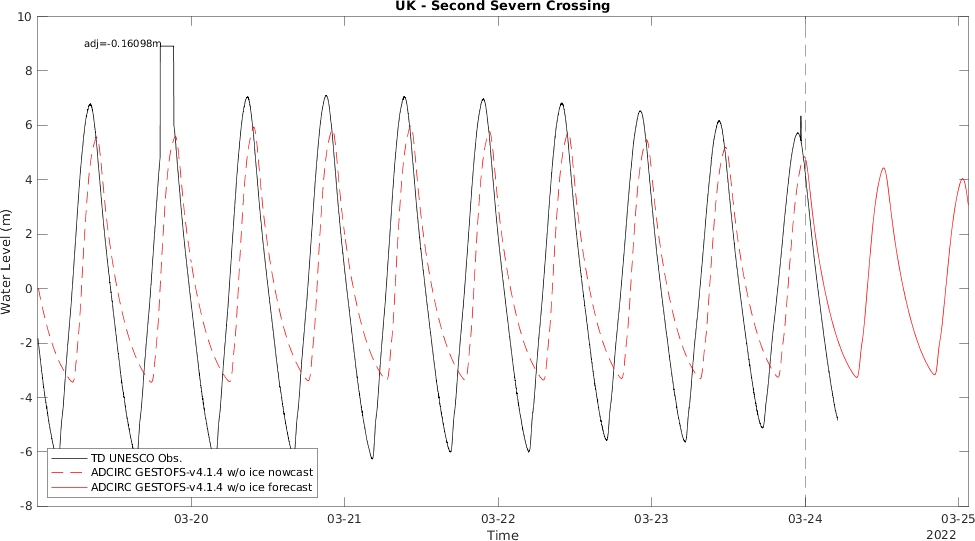 UK - Second Severn Crossing
10
8
6
4
2
0
-2
-4
-6
-8
Water Level (m)
adj=-0.16098m
TD UNESCO Obs.
ADCIRC GESTOFS-v4.1.4 w/o ice nowcast
ADCIRC GESTOFS-v4.1.4 w/o ice forecast
03-20 03-21 03-22 03-23 03-24 03-25
Time 2022